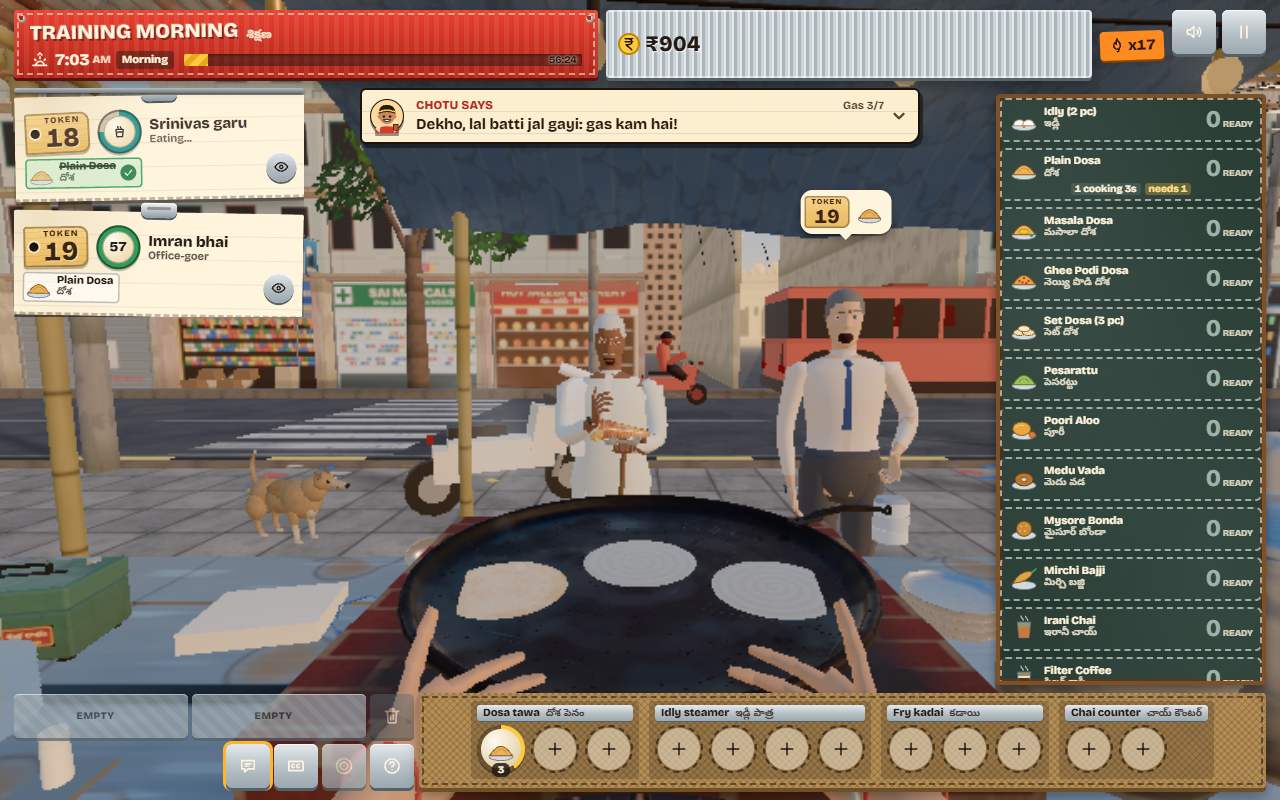 TRAINING MORNING శిక్షణ
7:03 AM Morning 56:24
₹904
x17
TOKEN
18
Srinivas garu
Eating...
Plain Dosa
దోశ
TOKEN
19
57
Imran bhai
Office-goer
Plain Dosa
దోశ
CHOTU SAYS
Gas 3/7
Dekho, lal batti jal gayi: gas kam hai!
TOKEN
19
Idly (2 pc)
ఇడ్లీ
0 READY
Plain Dosa
దోశ
0 READY
1 cooking 3s needs 1
Masala Dosa
మసాలా దోశ
0 READY
Ghee Podi Dosa
నెయ్యి పొడి దోశ
0 READY
Set Dosa (3 pc)
సెట్ దోశ
0 READY
Pesarattu
పెసరట్టు
0 READY
Poori Aloo
పూరీ
0 READY
Medu Vada
మెదు వడ
0 READY
Mysore Bonda
మైసూర్ బోండా
0 READY
Mirchi Bajji
మిర్చి బజ్జి
0 READY
Irani Chai
ఇరానీ చాయ్
0 READY
Filter Coffee
SAI MEDICALS
EMPTY
EMPTY
CC
Dosa tawa దోశ పెనం
Idly steamer ఇడ్లీ పాత్ర
Fry kadai కడాయి
Chai counter చాయ్ కౌంటర్
3